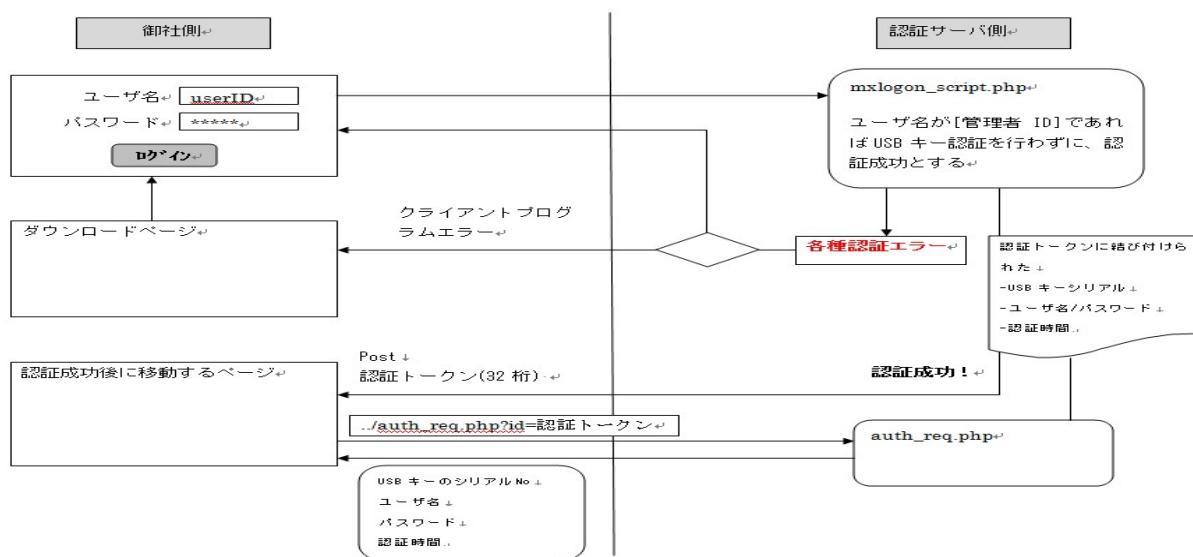 御社側
認証サーバ側
ユーザ名 userID
パスワード *****
ログイン
mxlogon_script.php
ユーザ名が[管理者 ID]であれ
ばUSB キー認証を行わずに、認
証成功とする
クライアントプログ
ラムエラー
ダウンロードページ
各種認証エラー
認証トークンに結び付けら
れた
-USB キーシリアル
-ユーザ名/パスワード
-認証時間
Post
認証トークン(32 桁)
認証成功！
認証成功後に移動するページ
../auth_req.php?id=認証トークン
auth_req.php
USB キーのシリアル No
ユーザ名
パスワード
認証時間